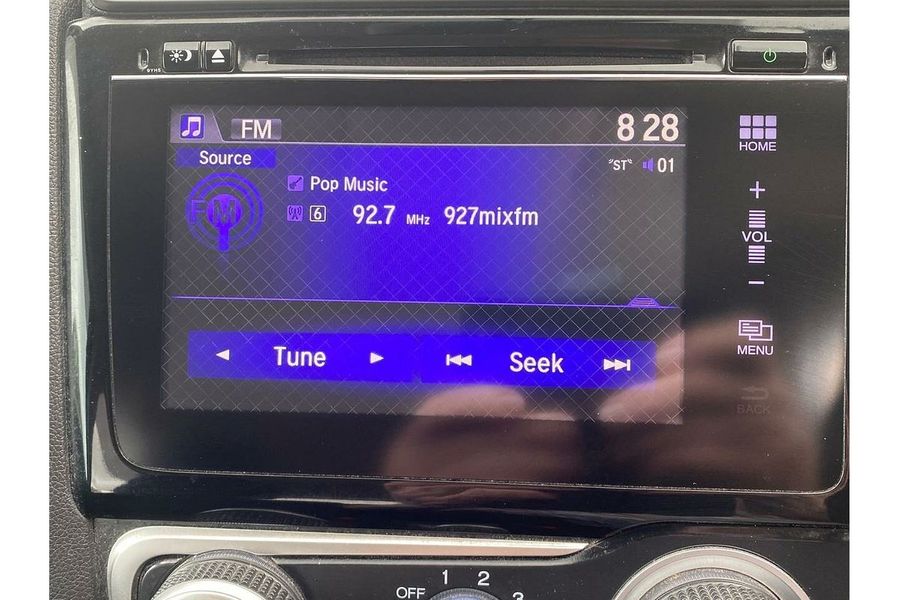 FM 8 28
Source
"ST" 01
Pop Music
FM
6 92.7 MHz 927mixfm
Tune Seek
HOME
+
VOL
−
MENU
BACK
OFF 1 2 3